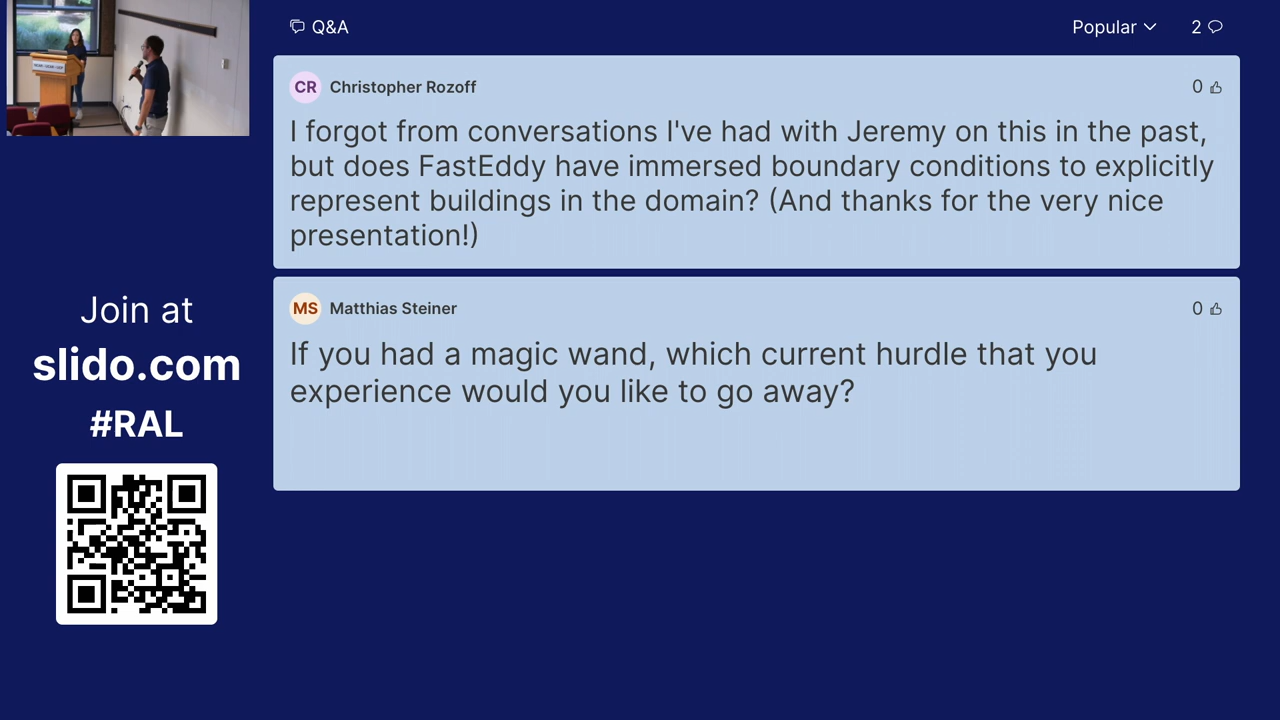 Q&A
Popular
2
CR Christopher Rozoff
0
I forgot from conversations I've had with Jeremy on this in the past,
but does FastEddy have immersed boundary conditions to explicitly
represent buildings in the domain? (And thanks for the very nice
presentation!)
MS Matthias Steiner
0
If you had a magic wand, which current hurdle that you
experience would you like to go away?
Join at
slido.com
#RAL